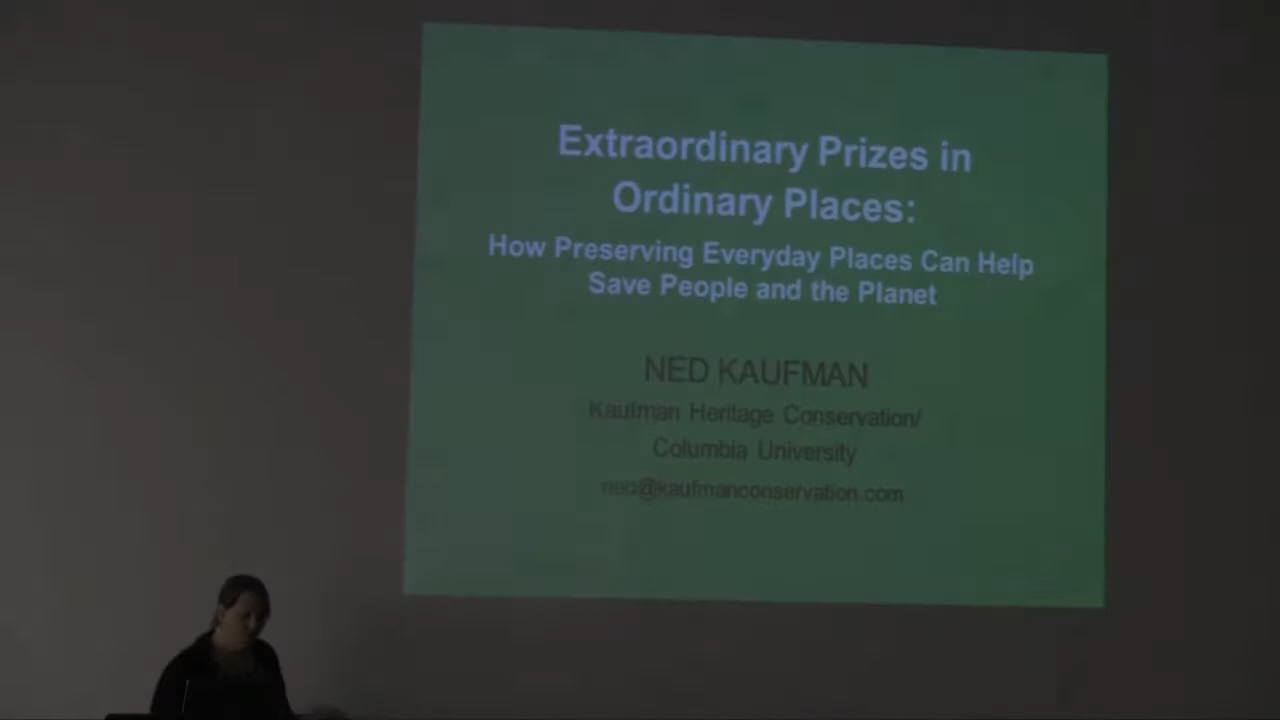 Extraordinary Prizes in
Ordinary Places:
How Preserving Everyday Places Can Help
Save People and the Planet
NED KAUFMAN
Kaufman Heritage Conservation/
Columbia University
ned@kaufmanconservation.com